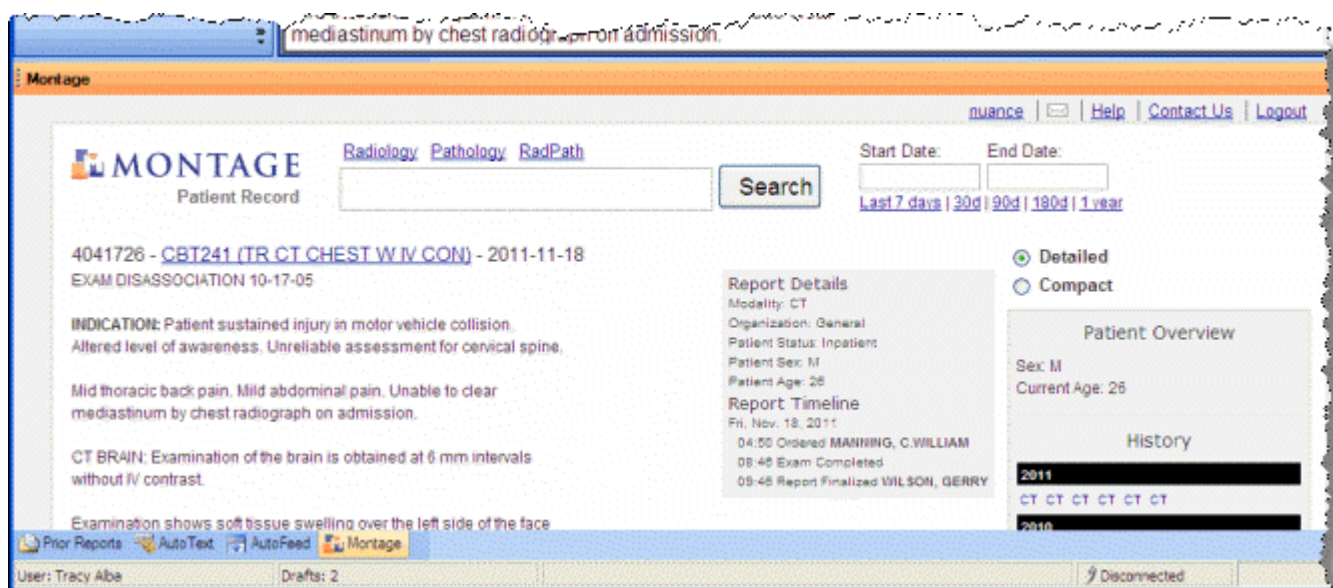 mediastinum by chest radiograph on admission.
Montage
nuance | Help | Contact Us | Logout
MONTAGE
Patient Record
Radiology Pathology RadPath
Search
Start Date: End Date:
Last 7 days | 30d | 90d | 180d | 1 year
4041726 - CBT241 (TR CT CHEST W IV CON) - 2011-11-18
EXAM DISASSOCIATION 10-17-05
INDICATION: Patient sustained injury in motor vehicle collision.
Altered level of awareness. Unreliable assessment for cervical spine.
Mid thoracic back pain. Mild abdominal pain. Unable to clear
mediastinum by chest radiograph on admission.
CT BRAIN: Examination of the brain is obtained at 6 mm intervals
without IV contrast.
Examination shows soft tissue swelling over the left side of the face
Report Details
Modality: CT
Organization: General
Patient Status: Inpatient
Patient Sex: M
Patient Age: 26
Report Timeline
Fri, Nov. 18, 2011
04:50 Ordered MANNING, C.WILLIAM
08:46 Exam Completed
09:46 Report Finalized WILSON, GERRY
Detailed
Compact
Patient Overview
Sex: M
Current Age: 26
History
2011
CT CT CT CT CT CT
2010
Prior Reports AutoText AutoFeed Montage
User: Tracy Alba Drafts: 2 Disconnected